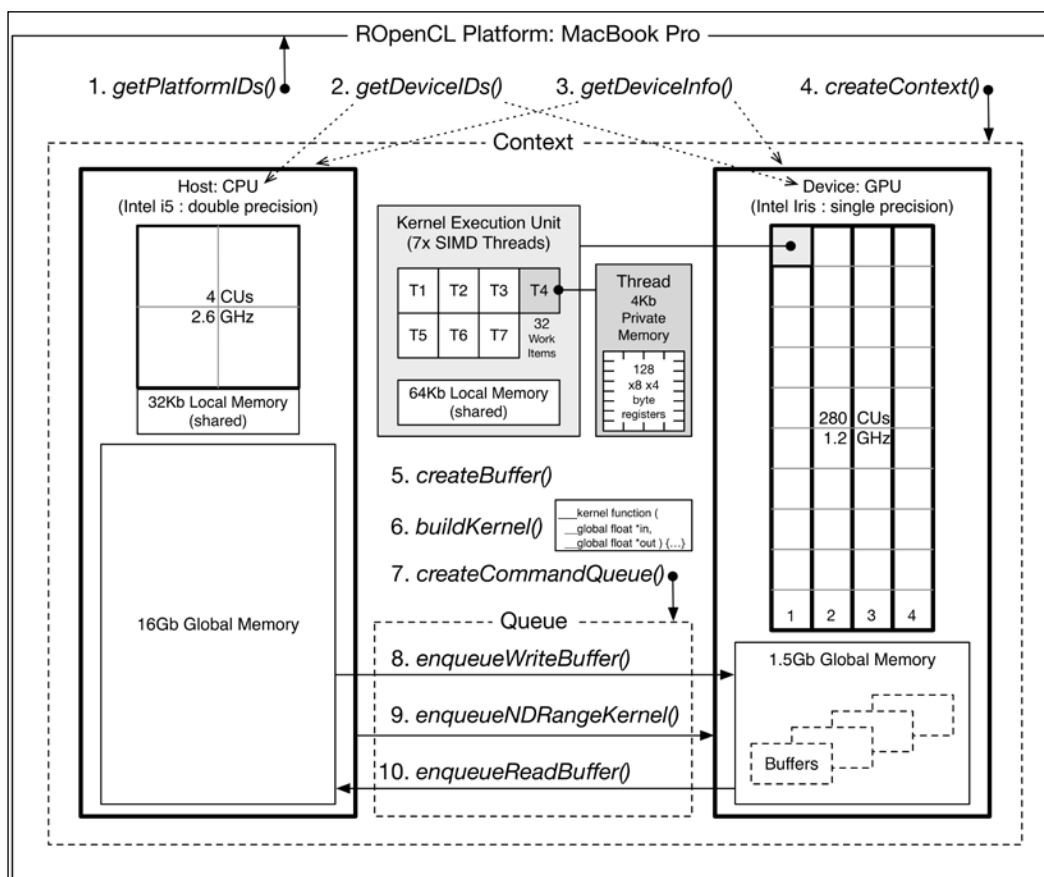 ROpenCL Platform: MacBook Pro
1. getPlatformIDs()
2. getDeviceIDs()
3. getDeviceInfo()
4. createContext()
Context
Host: CPU
(Intel i5 : double precision)
4 CUs
2.6 GHz
32Kb Local Memory
(shared)
16Gb Global Memory
Kernel Execution Unit
(7x SIMD Threads)
T1 T2 T3 T4
T5 T6 T7
32
Work
Items
64Kb Local Memory
(shared)
Thread
4Kb
Private
Memory
128
x8 x4
byte
registers
Device: GPU
(Intel Iris : single precision)
280 CUs
1.2 GHz
1 2 3 4
1.5Gb Global Memory
Buffers
5. createBuffer()
6. buildKernel()
___kernel function (
__global float *in,
__global float *out ) {…}
7. createCommandQueue()
Queue
8. enqueueWriteBuffer()
9. enqueueNDRangeKernel()
10. enqueueReadBuffer()